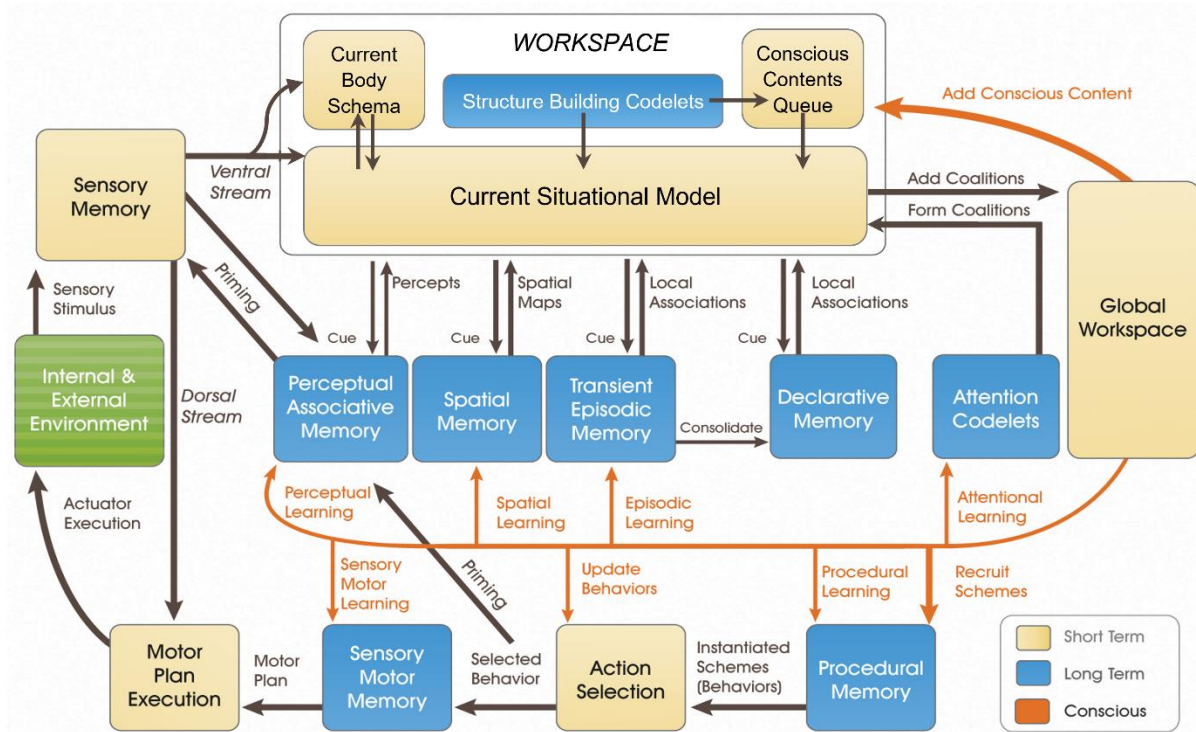 WORKSPACE
Current
Body
Schema
Structure Building Codelets
Conscious
Contents
Queue
Add Conscious Content
Sensory
Memory
Ventral
Stream
Current Situational Model
Add Coalitions
Form Coalitions
Global
Workspace
Priming
Sensory
Stimulus
Percepts
Cue
Spatial
Maps
Cue
Local
Associations
Cue
Local
Associations
Cue
Internal &
External
Environment
Dorsal
Stream
Perceptual
Associative
Memory
Spatial
Memory
Transient
Episodic
Memory
Consolidate
Declarative
Memory
Attention
Codelets
Actuator
Execution
Perceptual
Learning
Spatial
Learning
Episodic
Learning
Attentional
Learning
Sensory
Motor
Learning
Priming
Update
Behaviors
Procedural
Learning
Recruit
Schemes
Motor
Plan
Execution
Motor
Plan
Sensory
Motor
Memory
Selected
Behavior
Action
Selection
Instantiated
Schemes
(Behaviors)
Procedural
Memory
Short Term
Long Term
Conscious